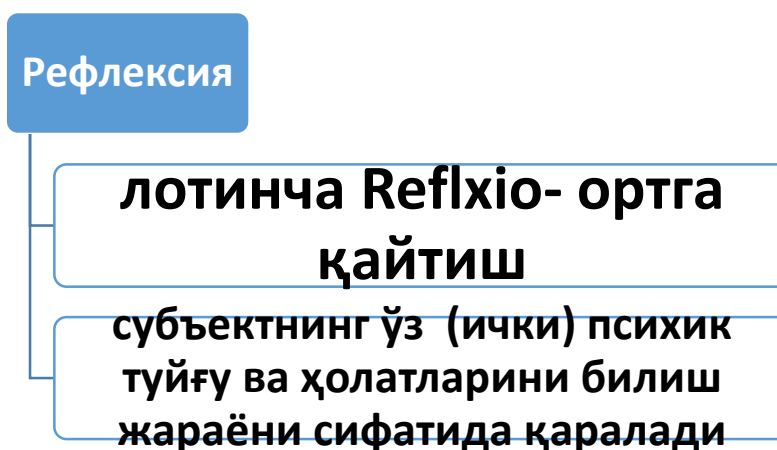 Рефлексия
лотинча Reflxio- ортга
қайтиш
субъектнинг ўз (ички) психик
туйғу ва ҳолатларини билиш
жараёни сифатида қаралади